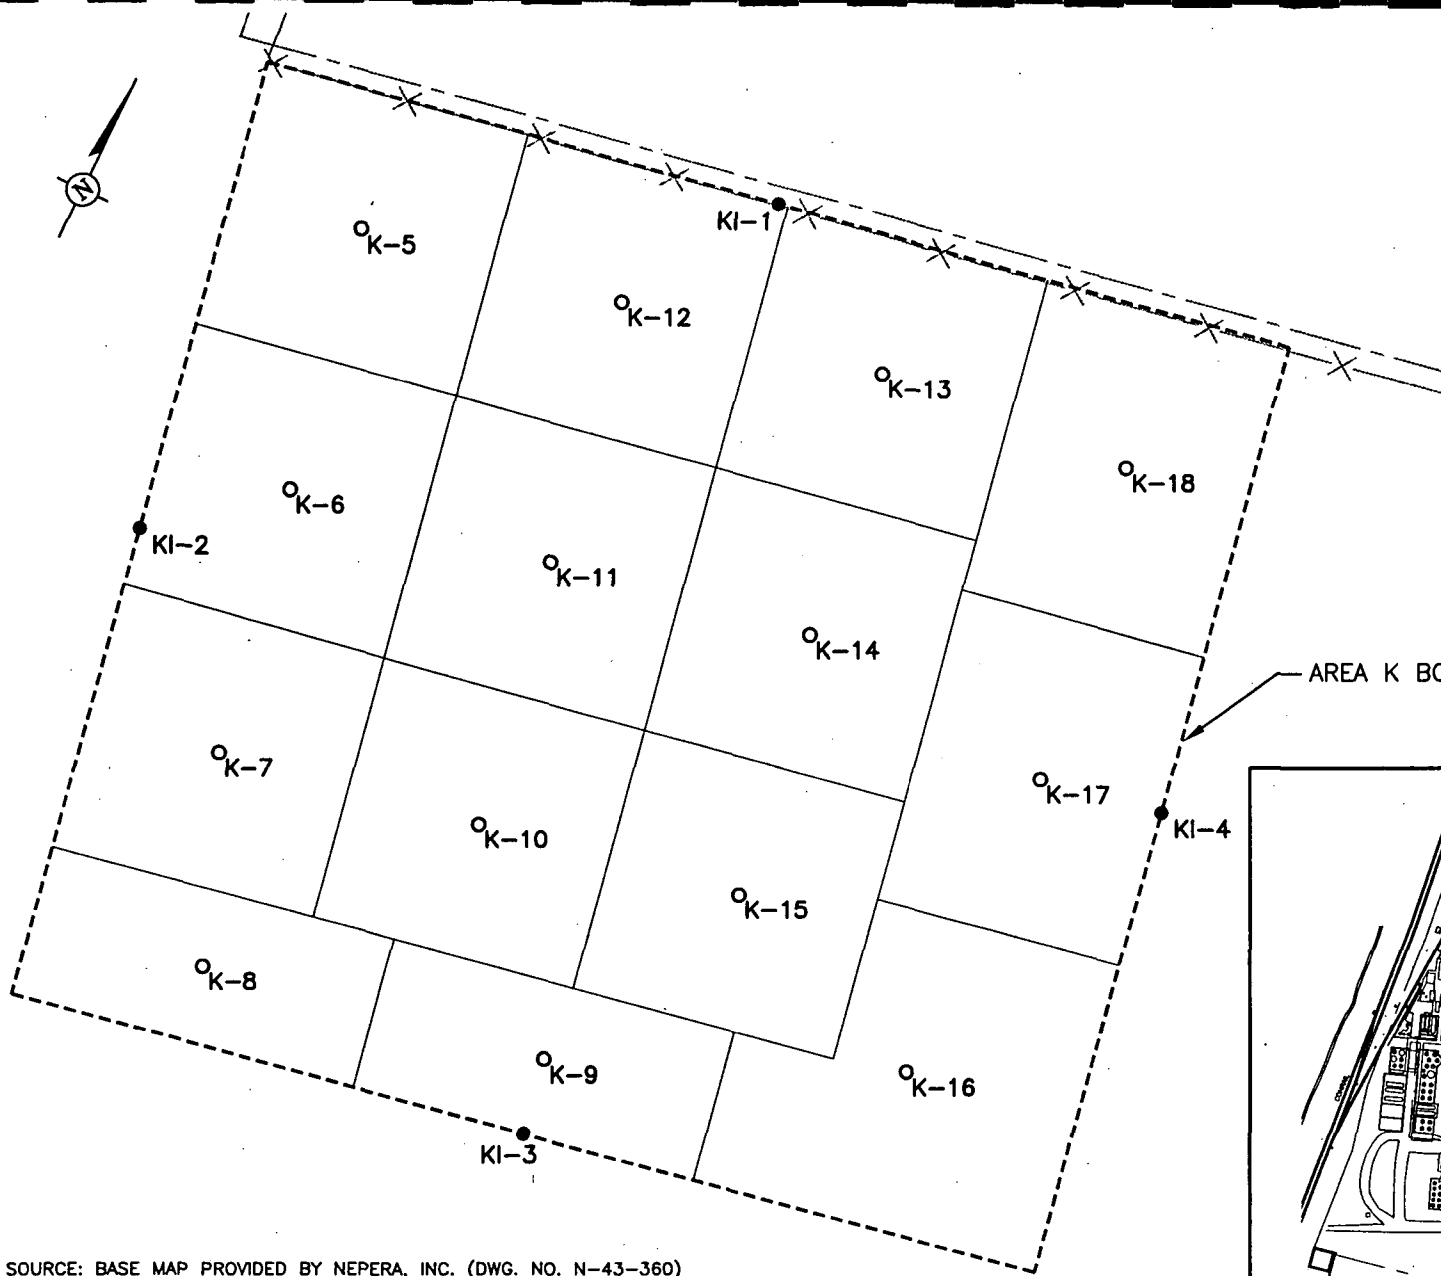 N
KI-1
K-5
K-12
K-13
K-18
K-6
KI-2
K-11
K-14
AREA K BO
K-7
K-17
KI-4
K-10
K-15
K-8
K-9
K-16
KI-3
SOURCE: BASE MAP PROVIDED BY NEPERA, INC. (DWG. NO. N-43-360)